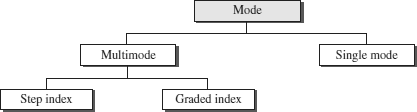 Mode
Multimode
Single mode
Step index
Graded index